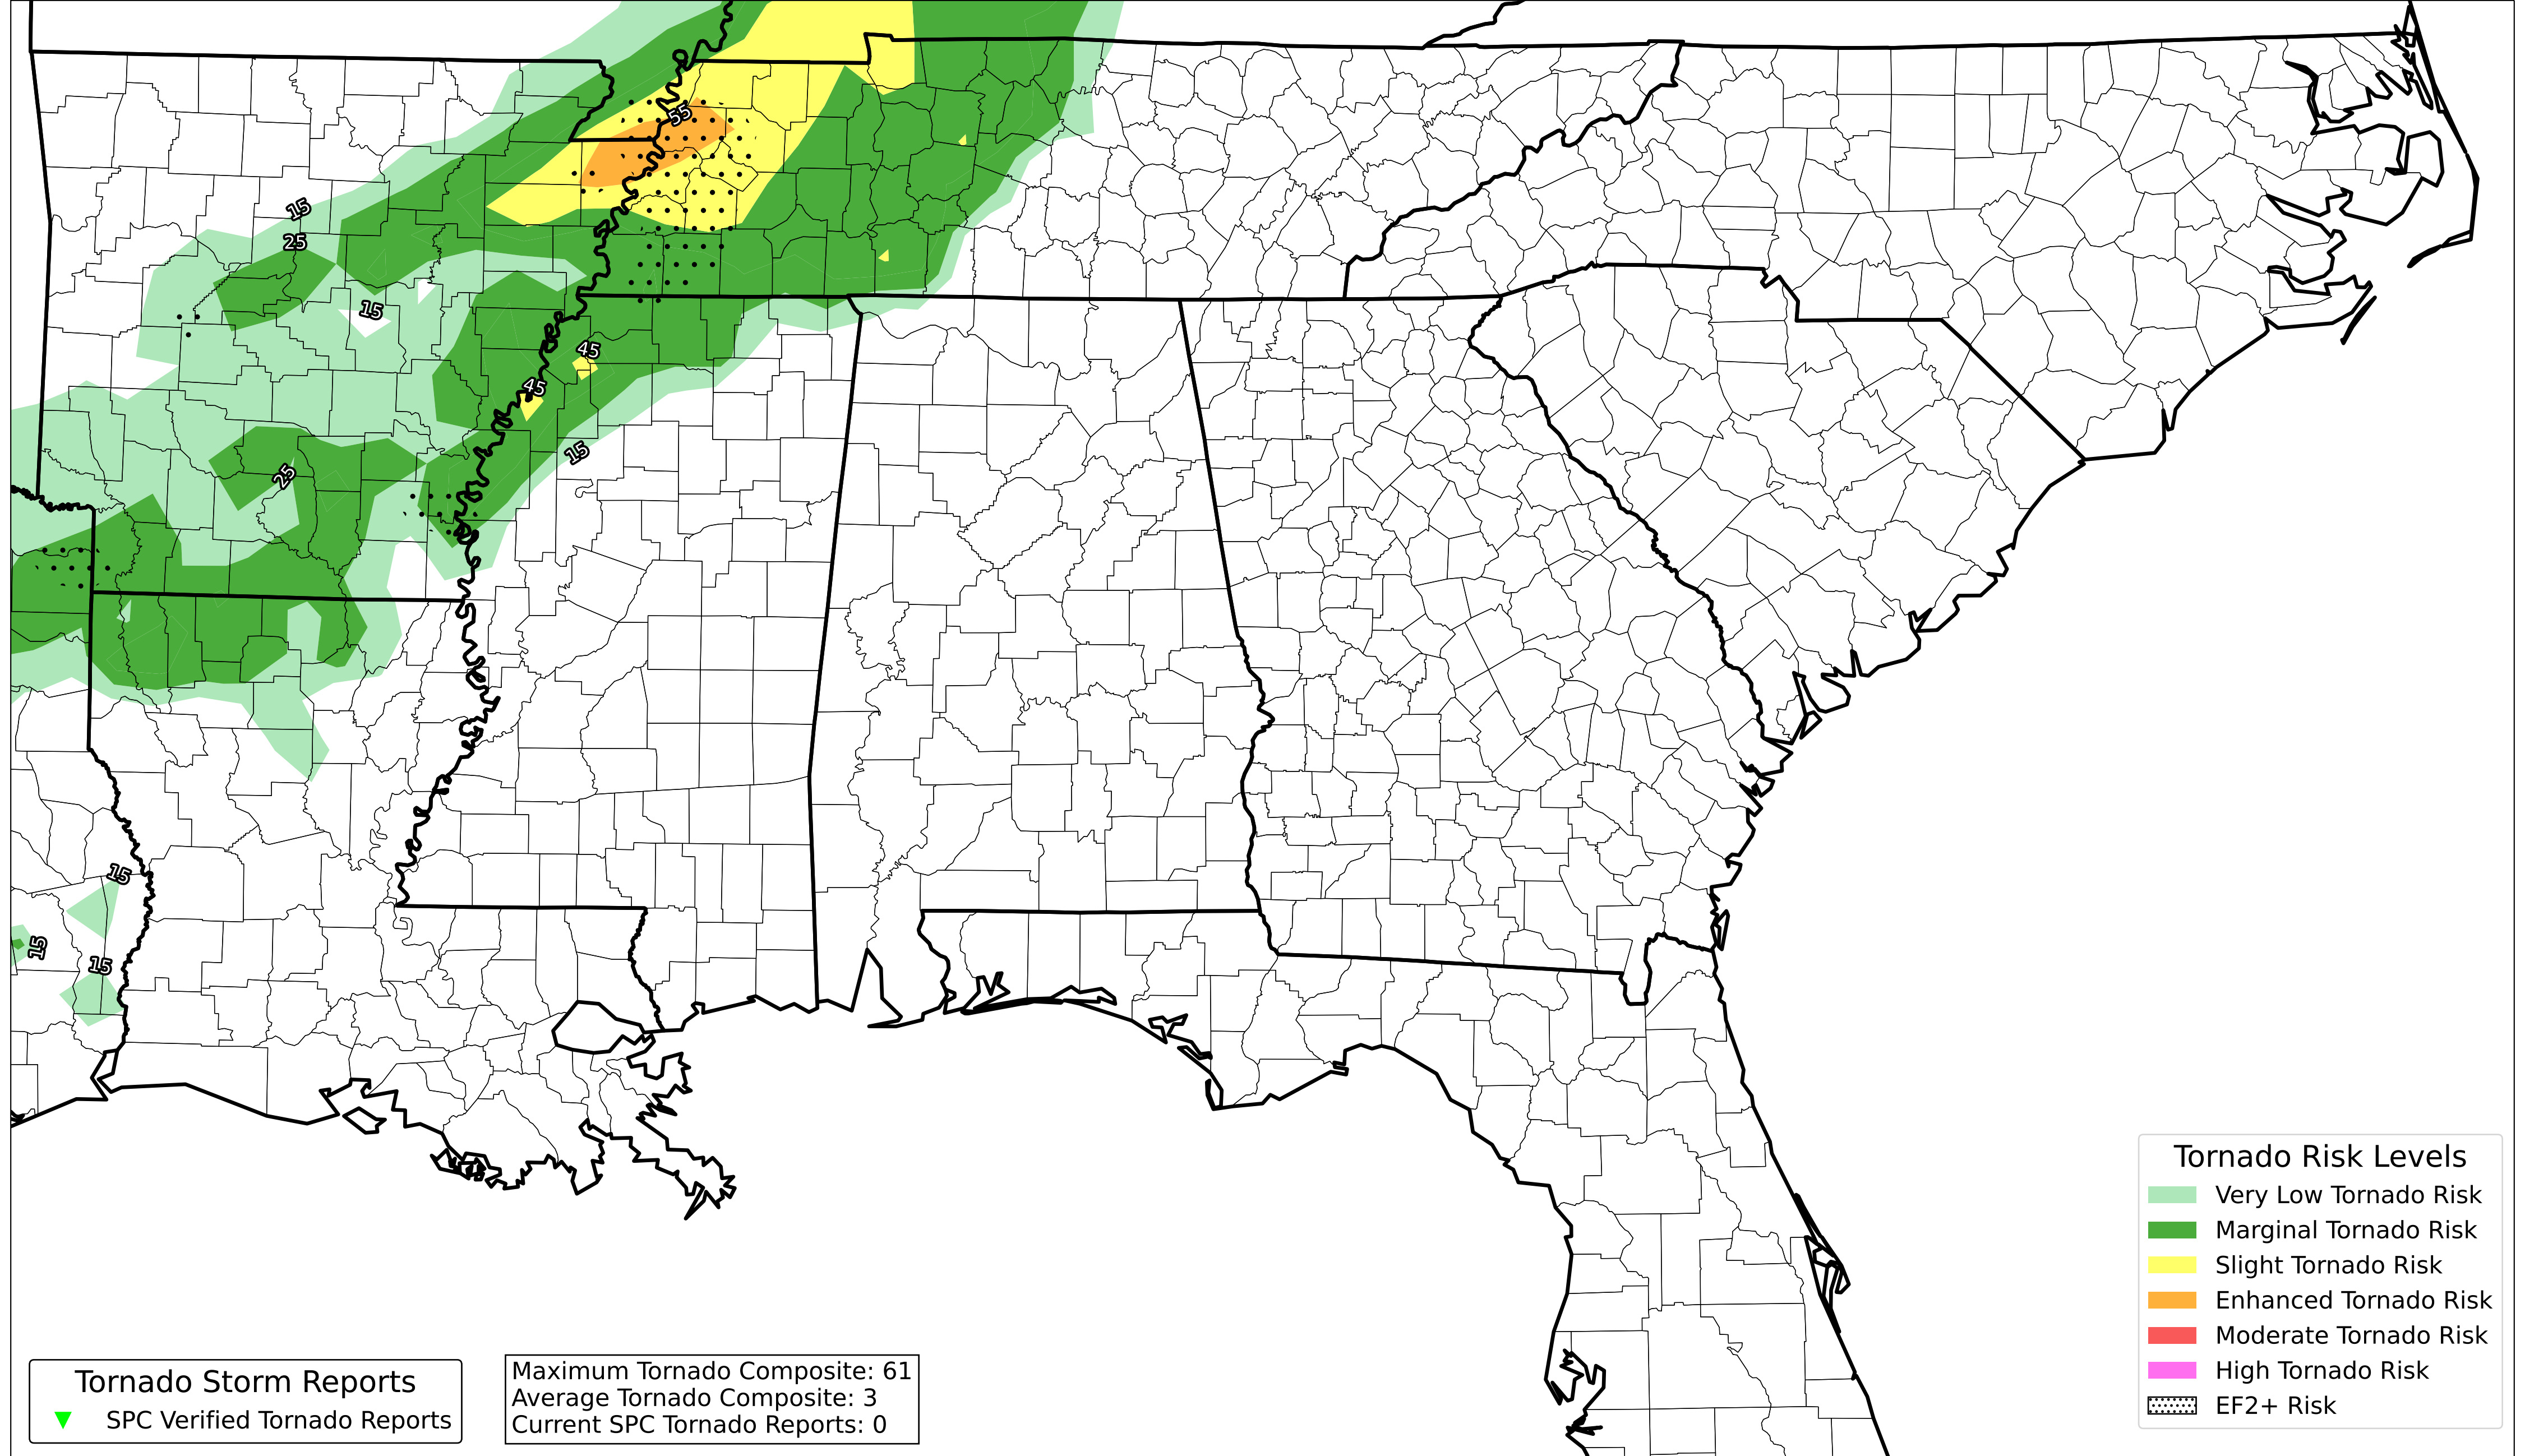 55
15
25
15
45
45
15
25
15
15
15
Tornado Risk Levels
Very Low Tornado Risk
Marginal Tornado Risk
Slight Tornado Risk
Enhanced Tornado Risk
Moderate Tornado Risk
High Tornado Risk
EF2+ Risk
Tornado Storm Reports
SPC Verified Tornado Reports
Maximum Tornado Composite: 61
Average Tornado Composite: 3
Current SPC Tornado Reports: 0